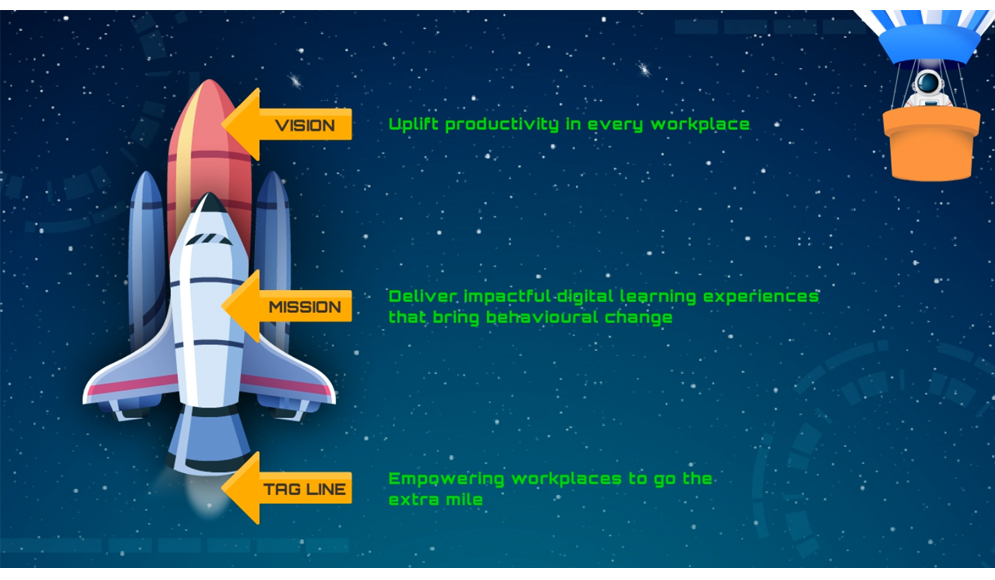 VISION
Uplift productivity in every workplace
MISSION
Deliver impactful digital learning experiences
that bring behavioural change
TAG LINE
Empowering workplaces to go the
extra mile